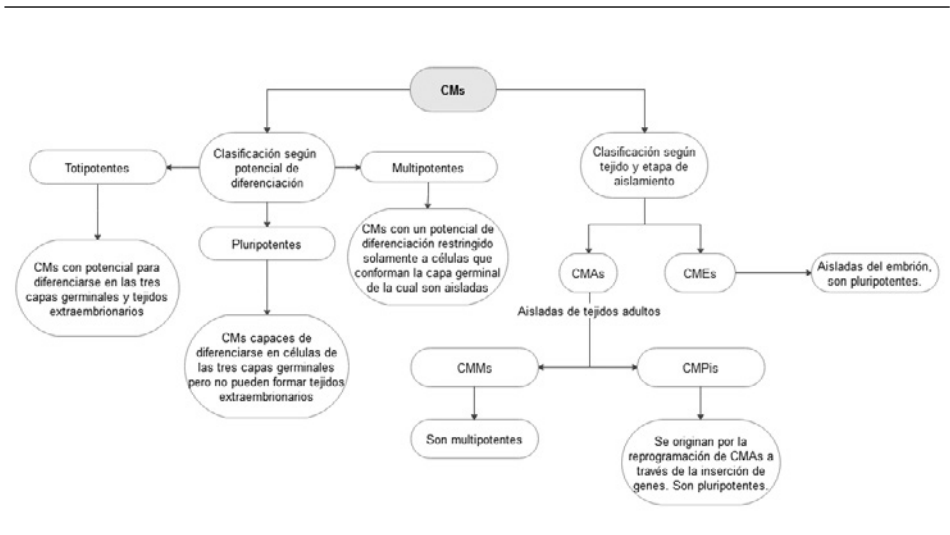 CMs
Clasificación según
potencial de
diferenciación
Totipotentes
CMs con potencial para
diferenciarse en las tres
capas germinales y tejidos
extraembrionarios
Pluripotentes
CMs capaces de
diferenciarse en células de
las tres capas germinales
pero no pueden formar tejidos
extraembrionarios
Multipotentes
CMs con un potencial de
diferenciación restringido
solamente a células que
conforman la capa germinal
de la cual son aisladas
Clasificación según
tejido y etapa de
aislamiento
CMAs
Aisladas de tejidos adultos
CMMs
Son multipotentes
CMPis
Se originan por la
reprogramación de CMAs a
través de la inserción de
genes. Son pluripotentes.
CMEs
Aisladas del embrión,
son pluripotentes.